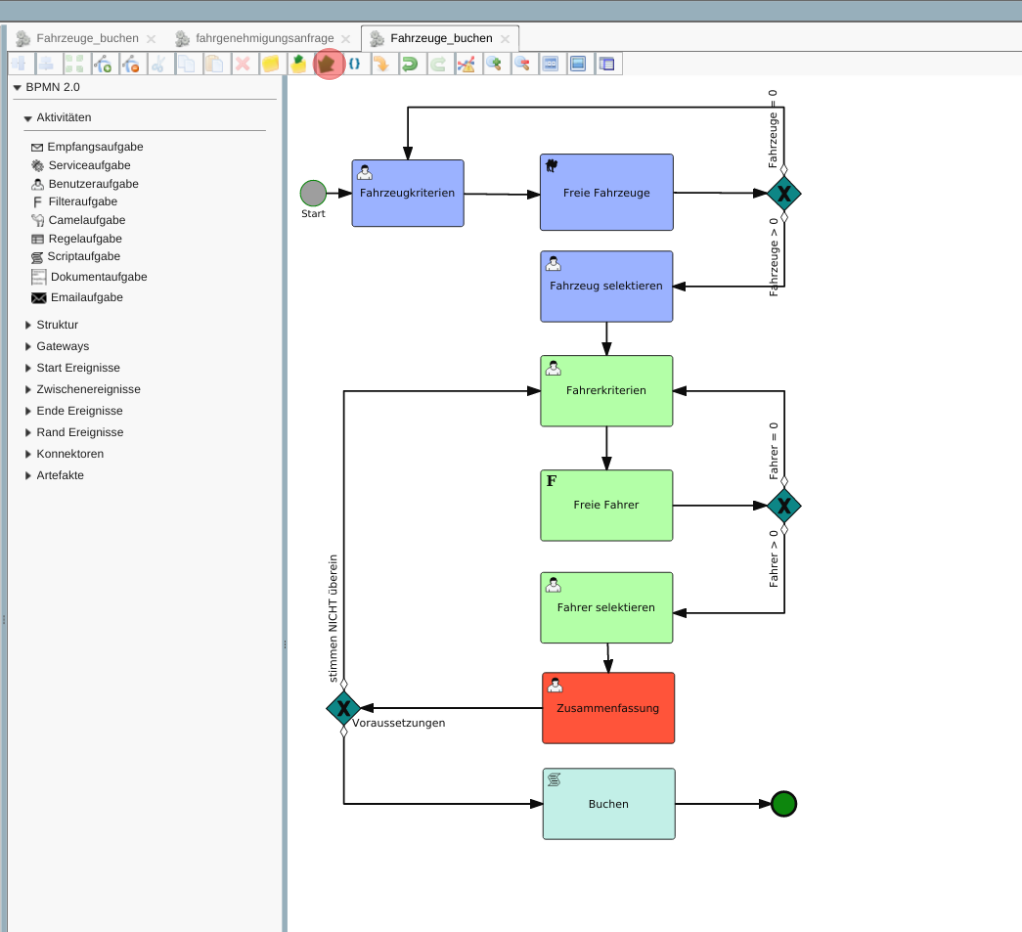 Fahrzeuge_buchen
fahrgenehmigungsanfrage
Fahrzeuge_buchen
{}
BPMN 2.0
Aktivitäten
Empfangsaufgabe
Serviceaufgabe
Benutzeraufgabe
F Filteraufgabe
Camelaufgabe
Regelaufgabe
Scriptaufgabe
Dokumentaufgabe
Emailaufgabe
Struktur
Gateways
Start Ereignisse
Zwischenereignisse
Ende Ereignisse
Rand Ereignisse
Konnektoren
Artefakte
Start
Fahrzeugkriterien
Freie Fahrzeuge
Fahrzeuge = 0
X
Fahrzeuge > 0
Fahrzeug selektieren
Fahrerkriterien
Fahrer = 0
F
Freie Fahrer
X
Fahrer > 0
Fahrer selektieren
stimmen NICHT überein
Zusammenfassung
X
Voraussetzungen
Buchen